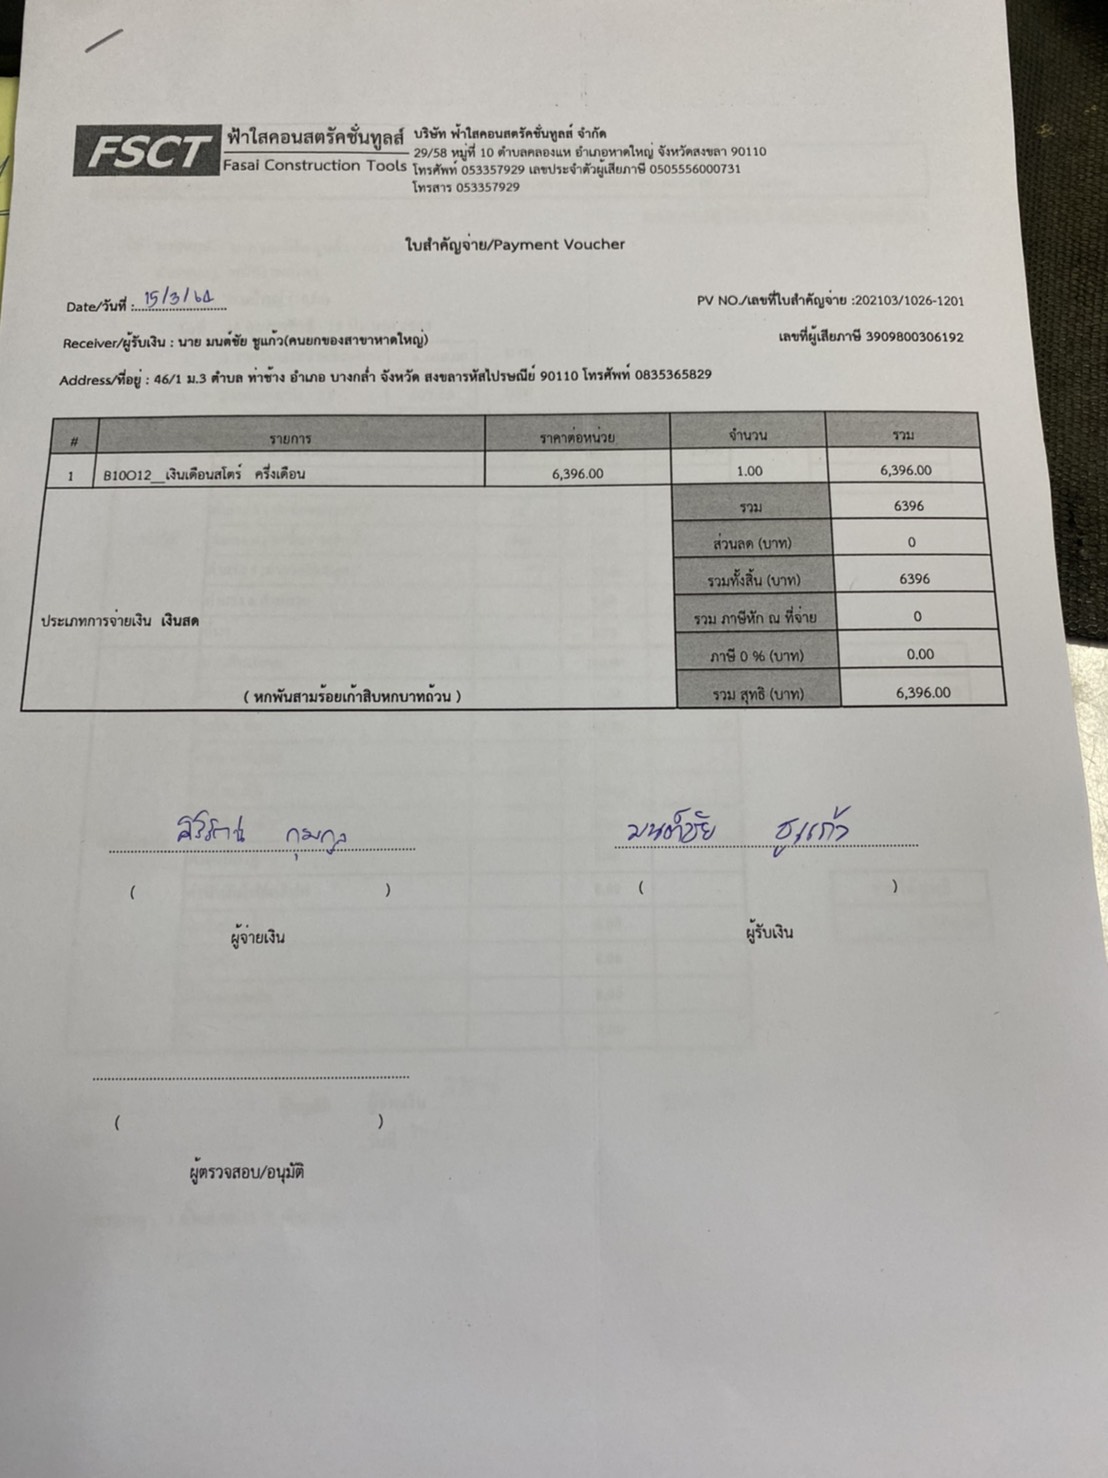 FSCT ฟ้าใสคอนสตรัคชั่นทูลส์
Fasai Construction Tools
บริษัท ฟ้าใสคอนสตรัคชั่นทูลส์ จำกัด
29/58 หมู่ที่ 10 ตำบลคลองแห อำเภอหาดใหญ่ จังหวัดสงขลา 90110
โทรศัพท์ 053357929 เลขประจำตัวผู้เสียภาษี 0505556000731
โทรสาร 053357929
ใบสำคัญจ่าย/Payment Voucher
Date/วันที่ : 15/3/64
PV NO./เลขที่ใบสำคัญจ่าย :202103/1026-1201
Receiver/ผู้รับเงิน : นาย มนต์ชัย ชูแก้ว(คนยกของสาขาหาดใหญ่)
เลขที่ผู้เสียภาษี 3909800306192
Address/ที่อยู่ : 46/1 ม.3 ตำบล ท่าช้าง อำเภอ บางกล่ำ จังหวัด สงขลารหัสไปรษณีย์ 90110 โทรศัพท์ 0835365829
# รายการ ราคาต่อหน่วย จำนวน รวม
1 B10O12__เงินเดือนสโตร์ ครึ่งเดือน 6,396.00 1.00 6,396.00
รวม 6396
ส่วนลด (บาท) 0
รวมทั้งสิ้น (บาท) 6396
ประเภทการจ่ายเงิน เงินสด
รวม ภาษีหัก ณ ที่จ่าย 0
ภาษี 0 % (บาท) 0.00
( หกพันสามร้อยเก้าสิบหกบาทถ้วน )
รวม สุทธิ (บาท) 6,396.00
มนต์ชัย ชูแก้ว
( )
( )
ผู้จ่ายเงิน
ผู้รับเงิน
( )
ผู้ตรวจสอบ/อนุมัติ